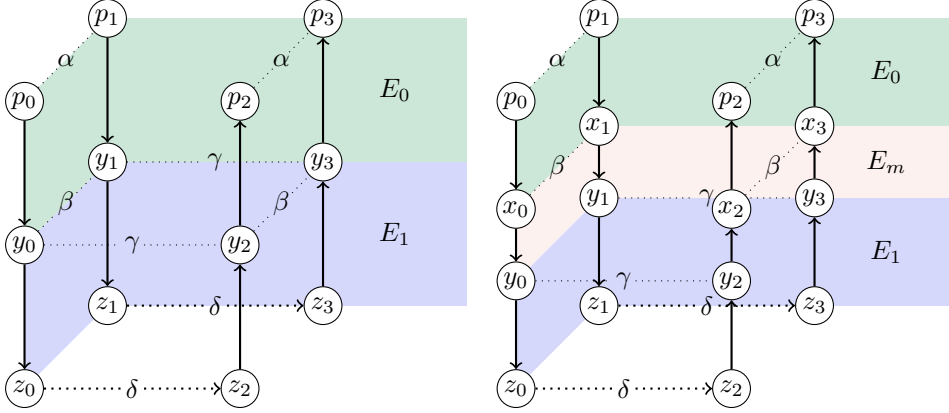 p₁ p₃ p₁ p₃
α α α α
p₀ p₂ E₀ p₀ p₂ E₀
x₁ x₃
y₁ γ y₃ β β E_m
β β x₀ y₁ γ x₂ y₃
y₀ γ y₂ E₁ y₀ γ y₂ E₁
z₁ δ z₃ z₁ δ z₃
z₀ δ z₂ z₀ δ z₂